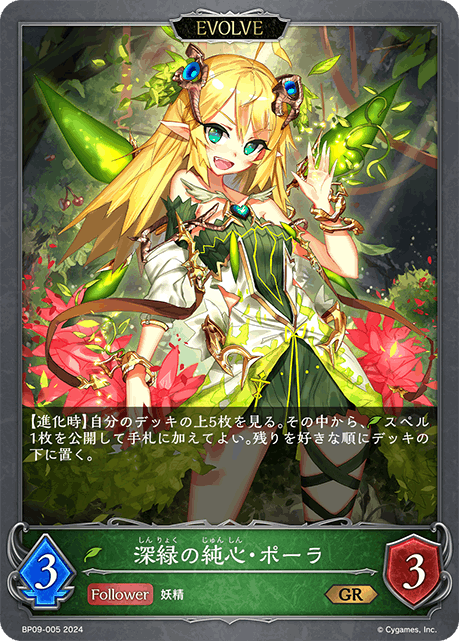 EVOLVE
【進化時】自分のデッキの上5枚を見る。その中から、スペル
1枚を公開して手札に加えてよい。残りを好きな順にデッキの
下に置く。
しんりょく じゅんしん
深緑の純心・ポーラ
3
Follower 妖精 GR
3
BP09-005 2024 © Cygames, Inc.